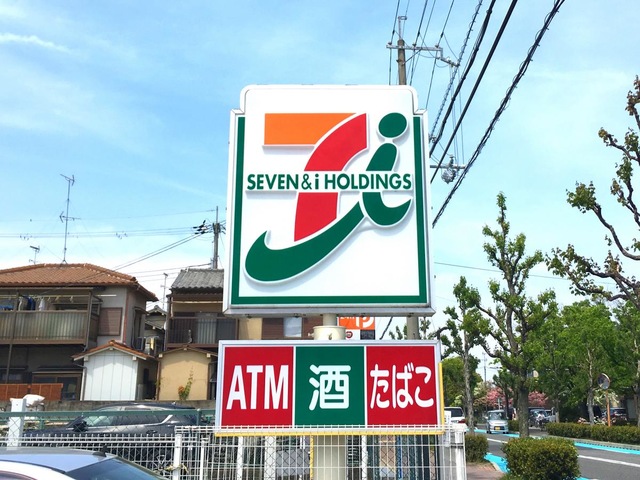 SEVEN & i HOLDINGS
ATM 酒 たばこ
P